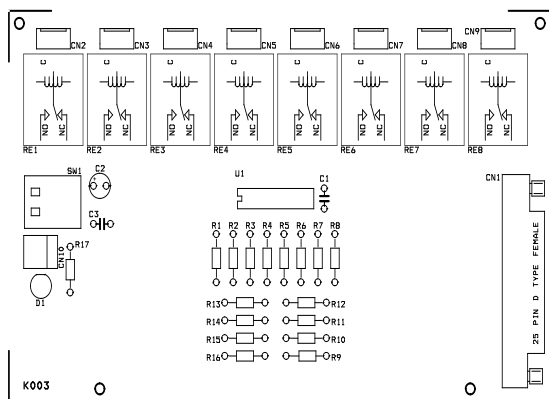 CN2 CN3 CN4 CN5 CN6 CN7 CN8 CN9
C C C C C C C C
NO NC NO NC NO NC NO NC NO NC NO NC NO NC NO NC
RE1 RE2 RE3 RE4 RE5 RE6 RE7 RE8
SW1 C2 U1 C1 CN1
+
C3
R1 R2 R3 R4 R5 R6 R7 R8
R17
CN10
25 PIN D TYPE FEMALE
D1
R13 R12
R14 R11
R15 R10
R16 R9
K003